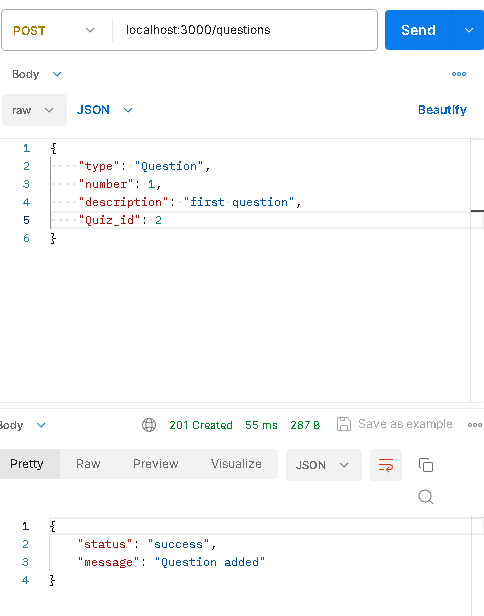 POST localhost:3000/questions Send
Body
raw JSON Beautify
1 {
2 "type": "Question",
3 "number": 1,
4 "description": "first question",
5 "Quiz_id": 2
6 }
Body 201 Created 55 ms 287 B Save as example
Pretty Raw Preview Visualize JSON
1 {
2 "status": "success",
3 "message": "Question added"
4 }